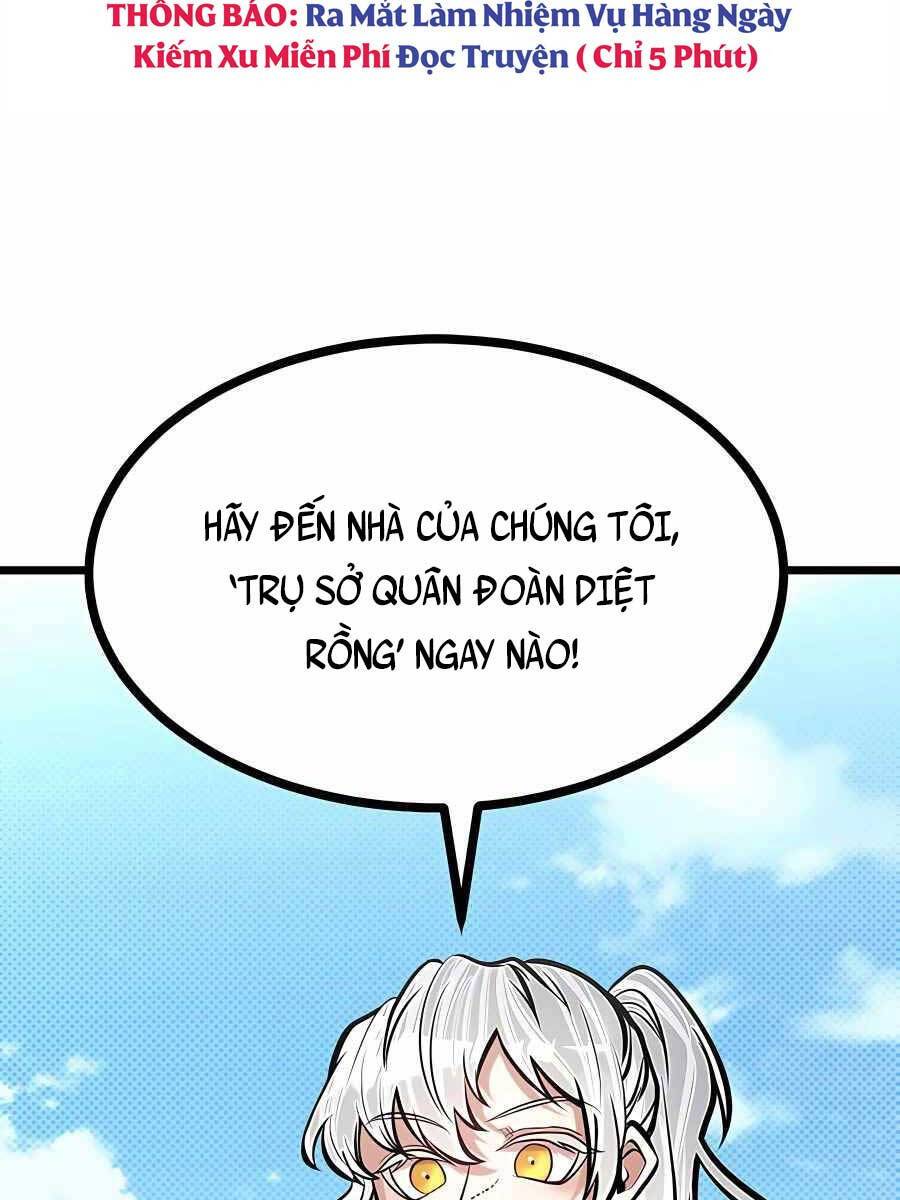 THÔNG BÁO: Ra Mắt Làm Nhiệm Vụ Hàng Ngày
Kiếm Xu Miễn Phí Đọc Truyện ( Chỉ 5 Phút)
HÃY ĐẾN NHÀ CỦA CHÚNG TÔI,
‘TRỤ SỞ QUÂN ĐOÀN DIỆT
RỒNG’ NGAY NÀO!